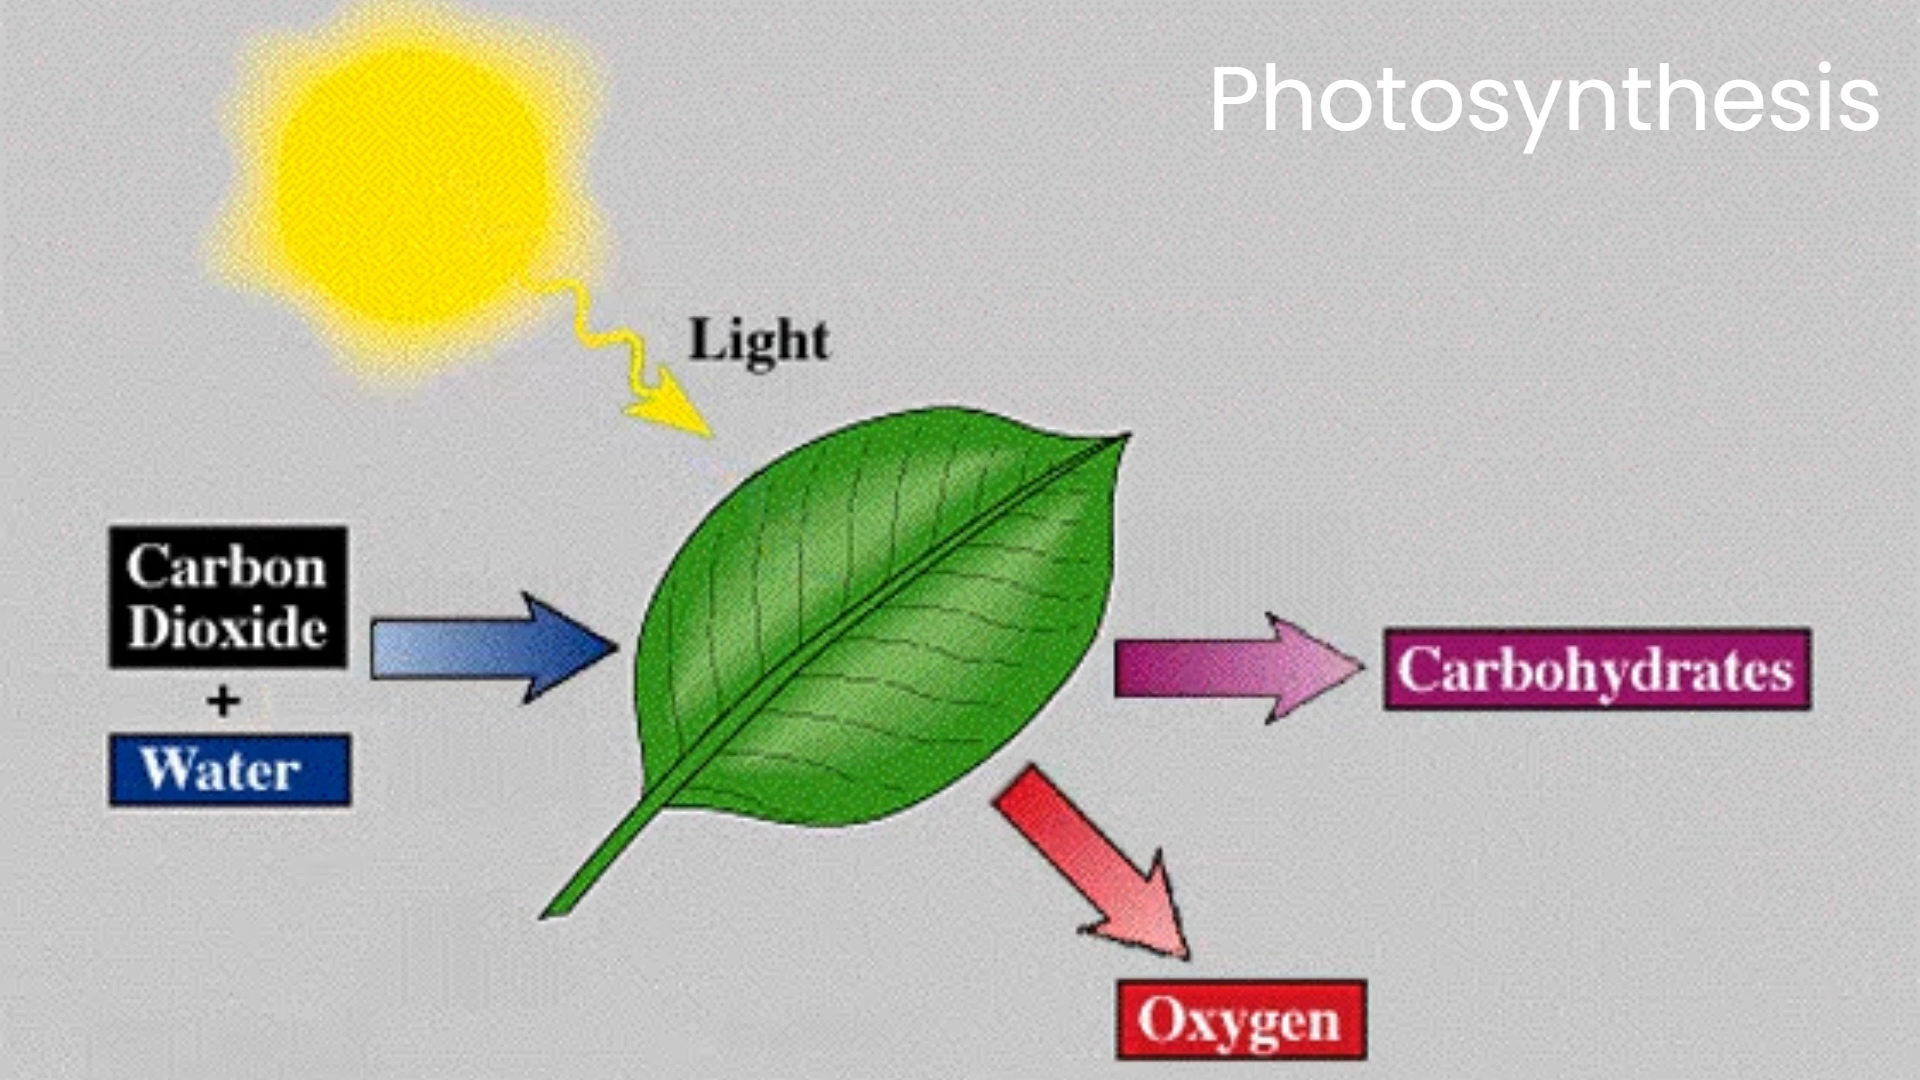 Photosynthesis
Light
Carbon
Dioxide
+
Water
Carbohydrates
Oxygen